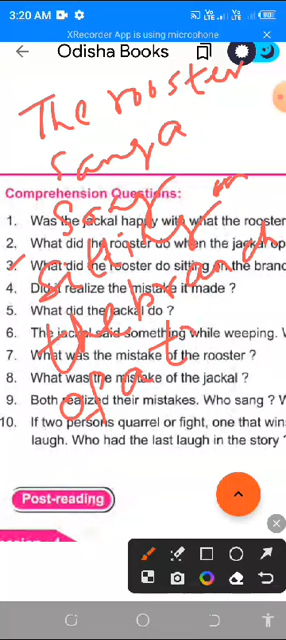 3:20 AM
XRecorder App is using microphone
Odisha Books
The rooster
sang a
song
sitting on
the branch
of a t
Comprehension Questions:
1. Was the jackal happy with what the rooster
2. What did the rooster do when the jackal op
3. What did the rooster do sitting on the branc
4. Did it realize the mistake it made ?
5. What did the jackal do ?
6. The jackal said something while weeping.
7. What was the mistake of the rooster ?
8. What was the mistake of the jackal ?
9. Both realized their mistakes. Who sang ?
10. If two persons quarrel or fight, one that win
laugh. Who had the last laugh in the story
Post-reading